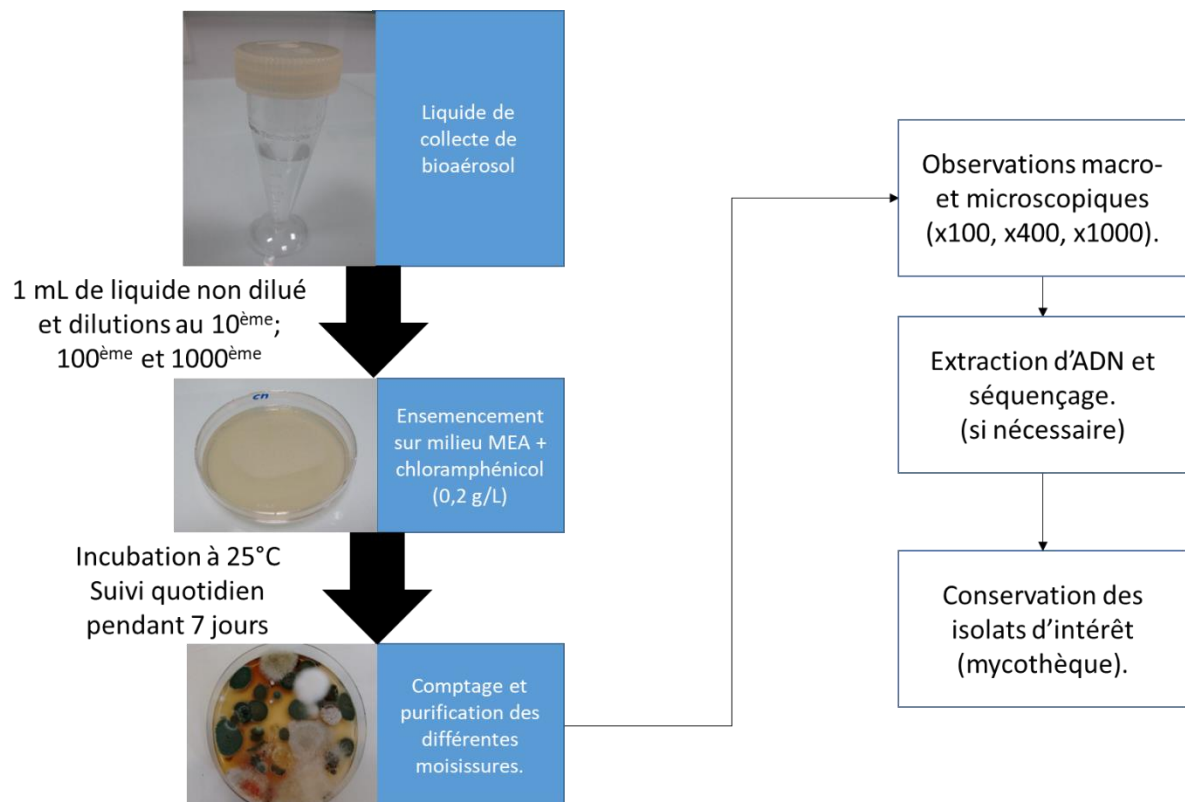 Liquide de
collecte de
bioaérosol
1 mL de liquide non dilué
et dilutions au 10ème;
100ème et 1000ème
Ensemencement
sur milieu MEA +
chloramphénicol
(0,2 g/L)
Incubation à 25°C
Suivi quotidien
pendant 7 jours
Comptage et
purification des
différentes
moisissures.
Observations macro-
et microscopiques
(x100, x400, x1000).
Extraction d’ADN et
séquençage.
(si nécessaire)
Conservation des
isolats d’intérêt
(mycothèque).